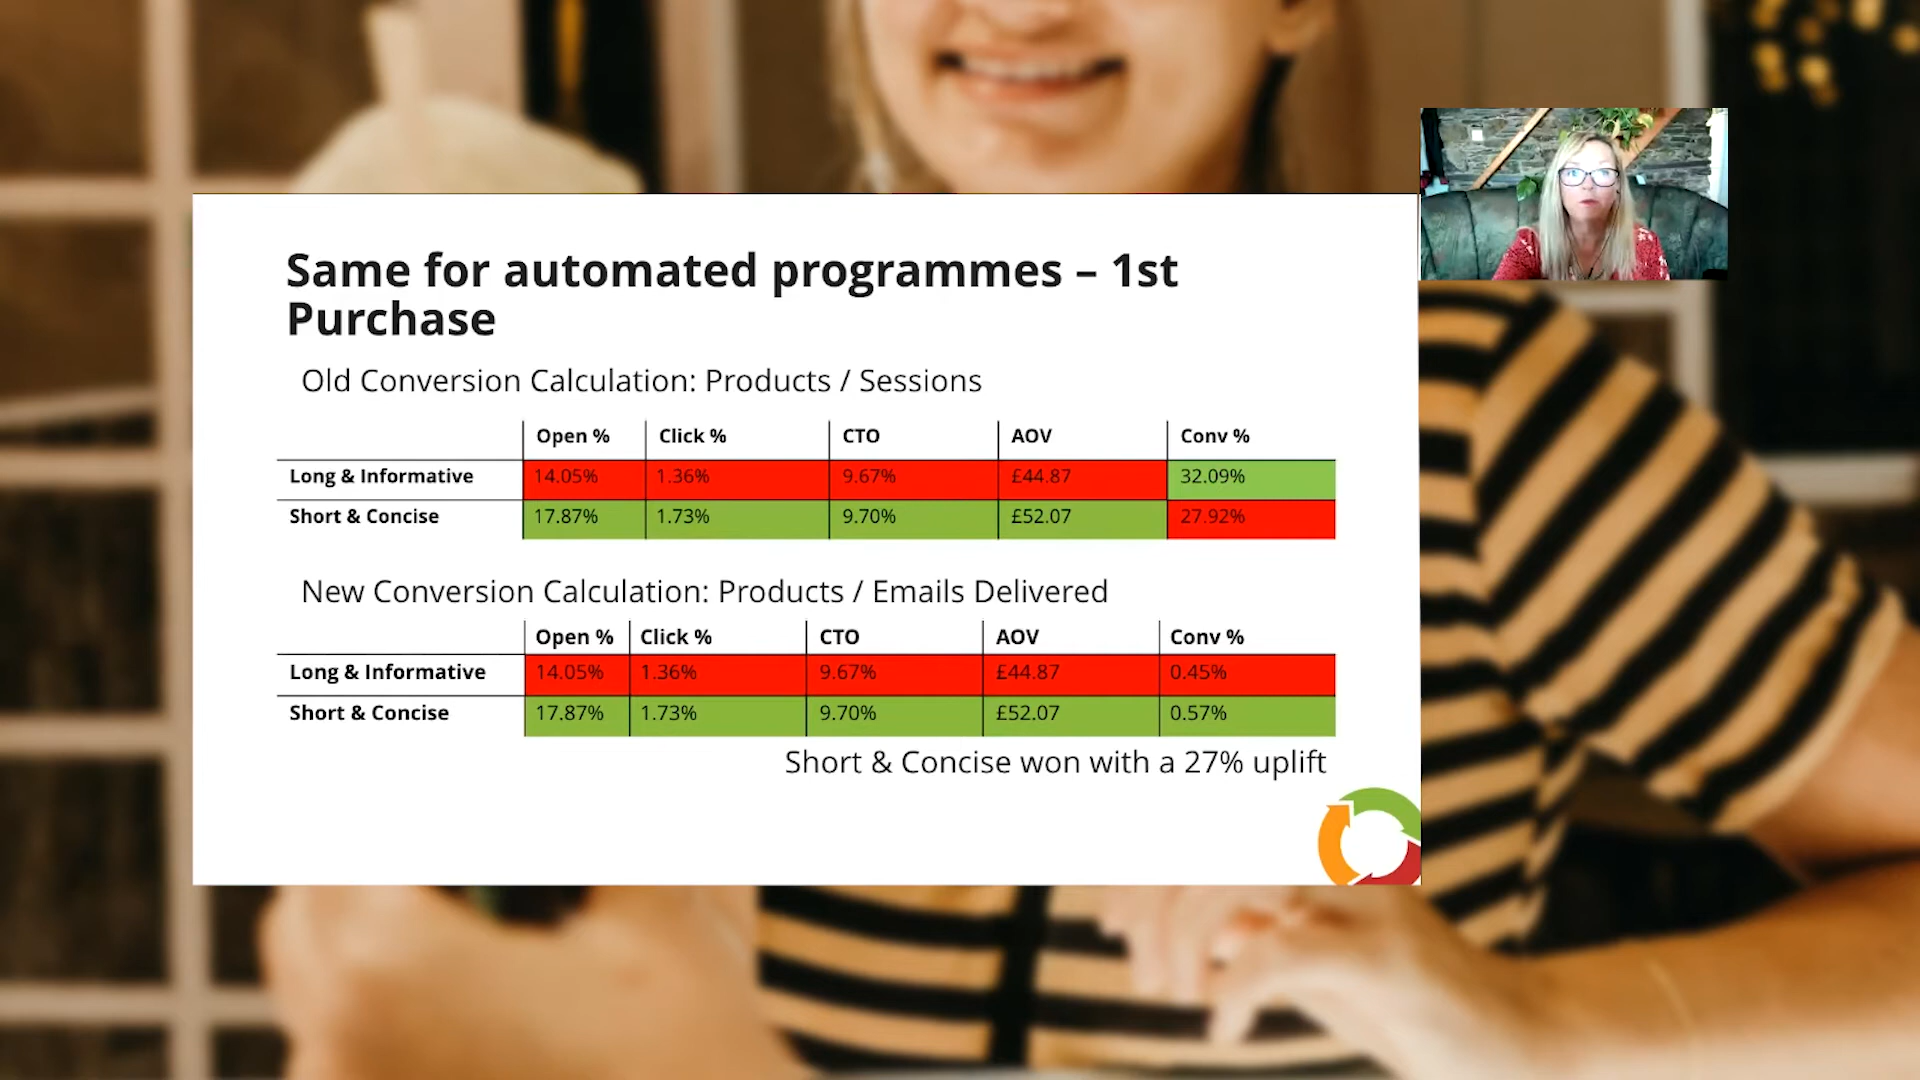 Same for automated programmes – 1st
Purchase
Old Conversion Calculation: Products / Sessions
Open % Click % CTO AOV Conv %
Long & Informative 14.05% 1.36% 9.67% £44.87 32.09%
Short & Concise 17.87% 1.73% 9.70% £52.07 27.92%
New Conversion Calculation: Products / Emails Delivered
Open % Click % CTO AOV Conv %
Long & Informative 14.05% 1.36% 9.67% £44.87 0.45%
Short & Concise 17.87% 1.73% 9.70% £52.07 0.57%
Short & Concise won with a 27% uplift